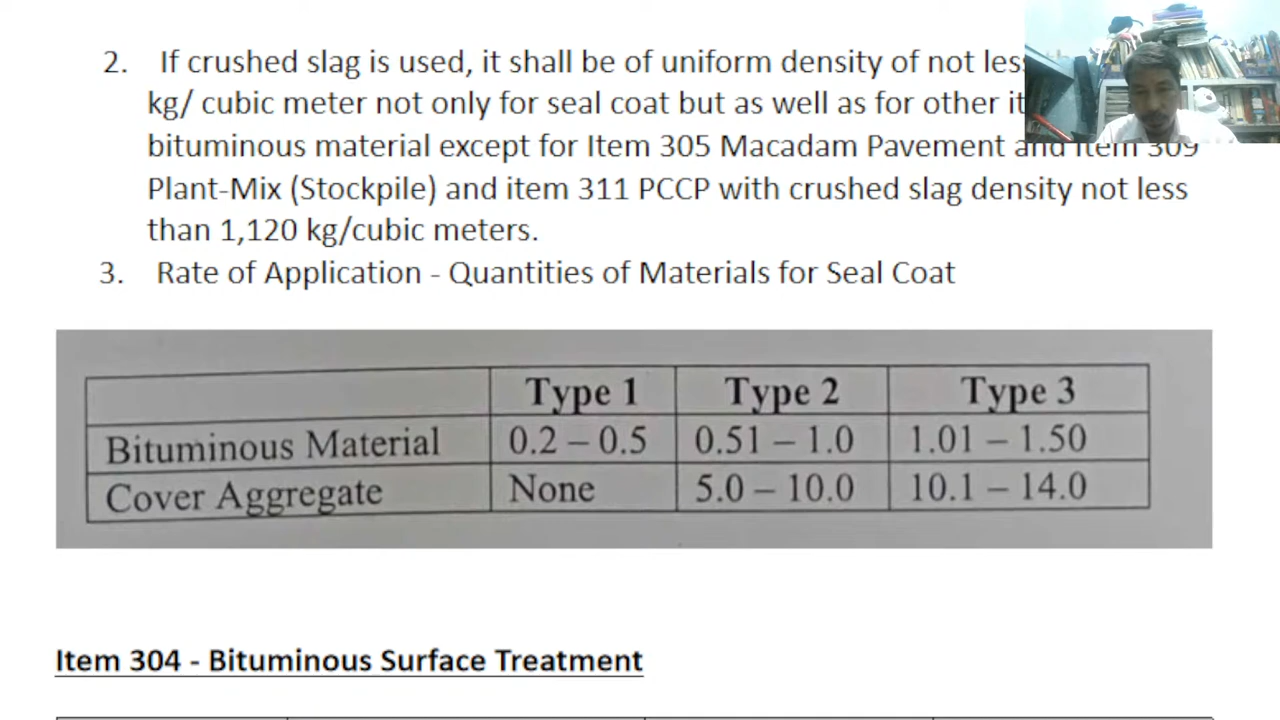 2. If crushed slag is used, it shall be of uniform density of not
kg/ cubic meter not only for seal coat but as well as for other
bituminous material except for Item 305 Macadam Pavement and Item 309
Plant-Mix (Stockpile) and item 311 PCCP with crushed slag density not less
than 1,120 kg/cubic meters.
3. Rate of Application - Quantities of Materials for Seal Coat
Type 1 Type 2 Type 3
Bituminous Material 0.2 – 0.5 0.51 – 1.0 1.01 – 1.50
Cover Aggregate None 5.0 – 10.0 10.1 – 14.0
Item 304 - Bituminous Surface Treatment